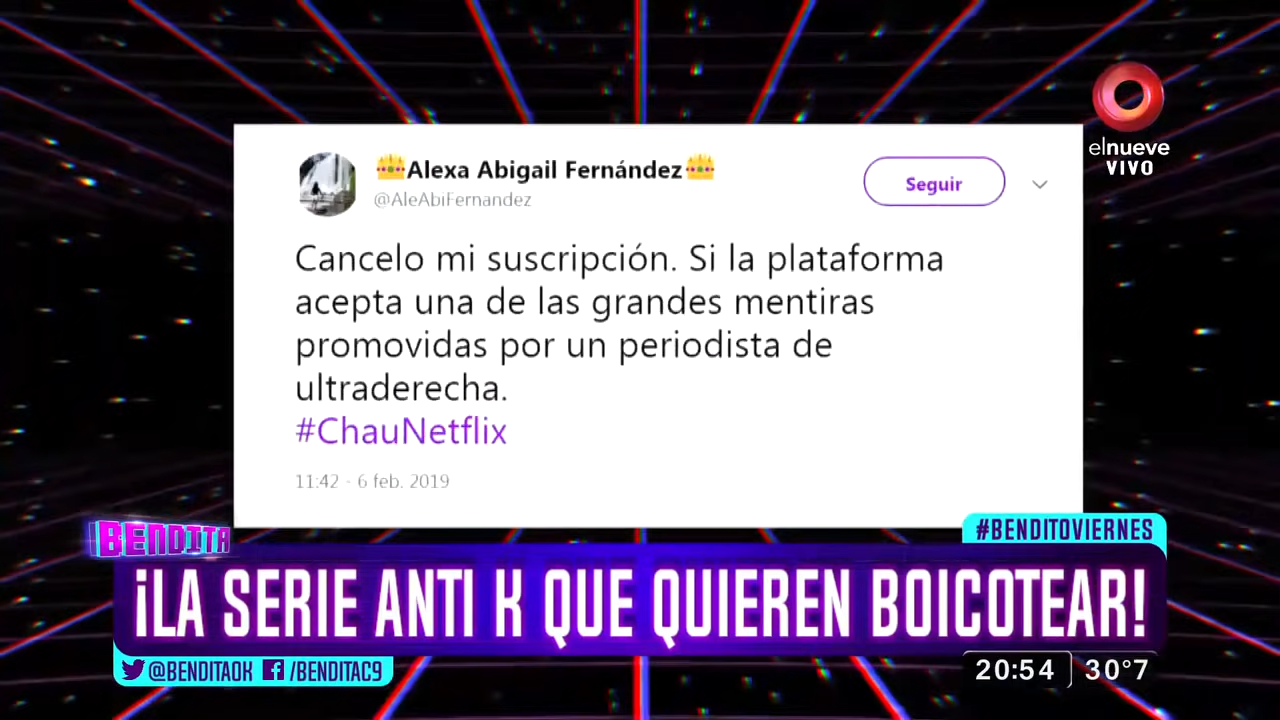 elnueve
VIVO
Alexa Abigail Fernández
@AleAbiFernandez
Seguir
Cancelo mi suscripción. Si la plataforma
acepta una de las grandes mentiras
promovidas por un periodista de
ultraderecha.
#ChauNetflix
11:42 - 6 feb. 2019
BENDITA
#BENDITOVIERNES
¡LA SERIE ANTI K QUE QUIEREN BOICOTEAR!
@BENDITAOK /BENDITAC9
20:54 30°7